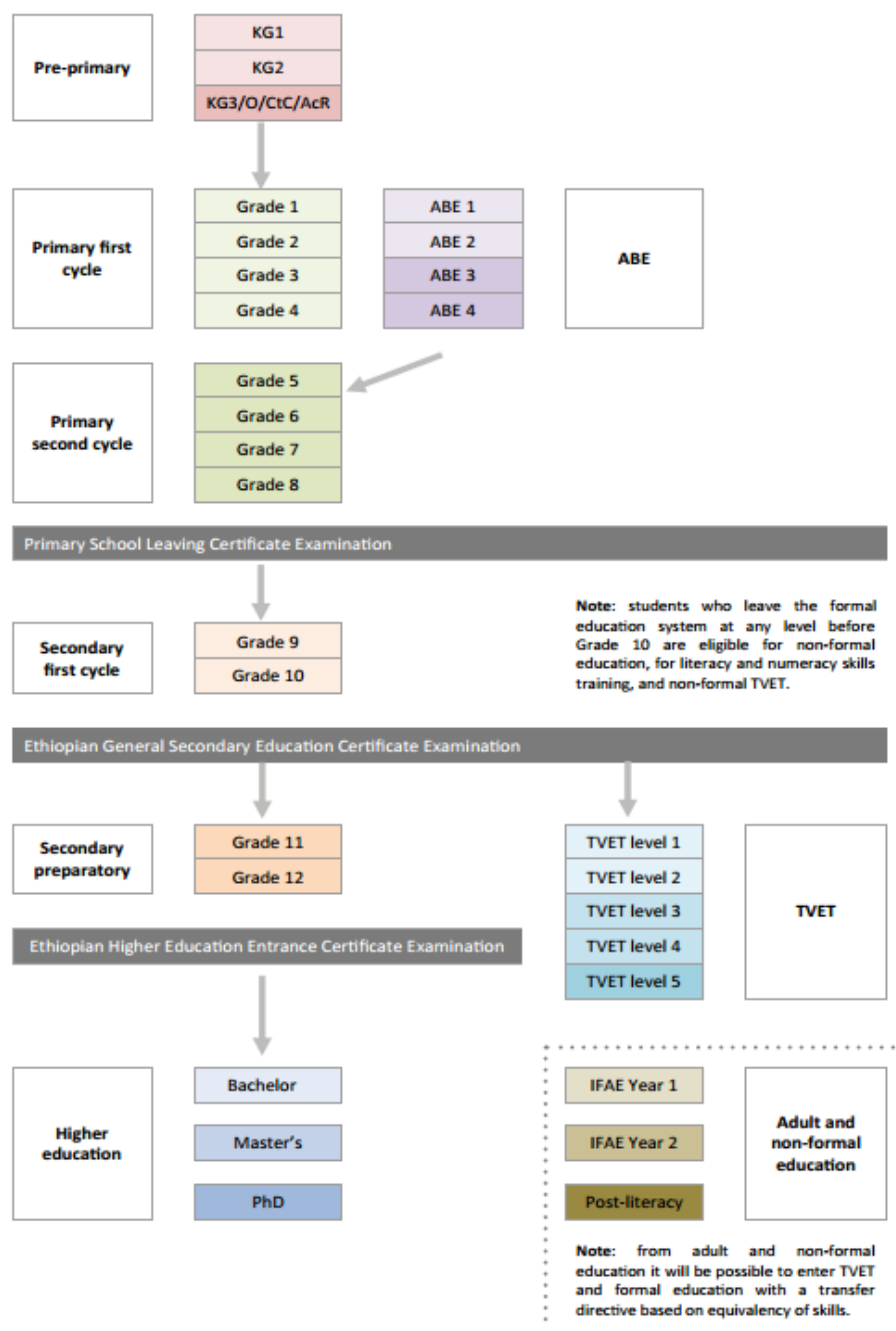 Pre-primary
KG1
KG2
KG3/O/CtC/AcR
Primary first
cycle
Grade 1
Grade 2
Grade 3
Grade 4
ABE 1
ABE 2
ABE 3
ABE 4
ABE
Primary
second cycle
Grade 5
Grade 6
Grade 7
Grade 8
Primary School Leaving Certificate Examination
Secondary
first cycle
Grade 9
Grade 10
Note: students who leave the formal
education system at any level before
Grade 10 are eligible for non-formal
education, for literacy and numeracy skills
training, and non-formal TVET.
Ethiopian General Secondary Education Certificate Examination
Secondary
preparatory
Grade 11
Grade 12
TVET level 1
TVET level 2
TVET level 3
TVET level 4
TVET level 5
TVET
Ethiopian Higher Education Entrance Certificate Examination
Higher
education
Bachelor
Master's
PhD
IFAE Year 1
IFAE Year 2
Post-literacy
Adult and
non-formal
education
Note: from adult and non-formal
education it will be possible to enter TVET
and formal education with a transfer
directive based on equivalency of skills.